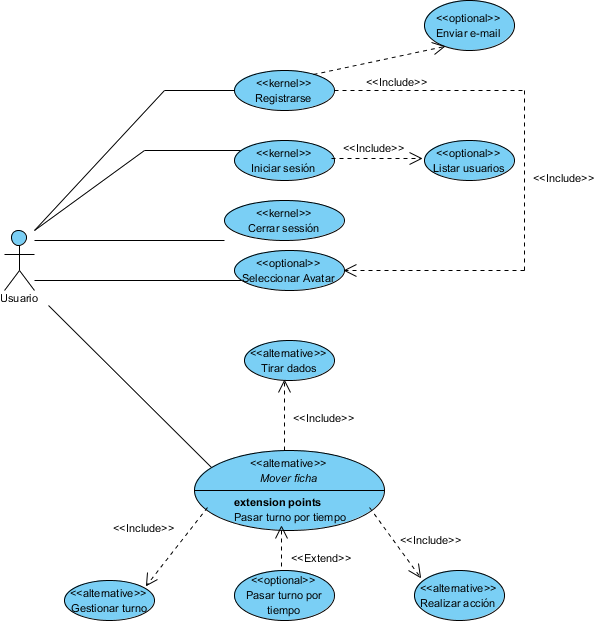 <<optional>>
Enviar e-mail
<<kernel>>
Registrarse
<<Include>>
<<kernel>>
Iniciar sesión
<<Include>>
<<optional>>
Listar usuarios
<<Include>>
<<kernel>>
Cerrar sessión
<<optional>>
Seleccionar Avatar
Usuario
<<alternative>>
Tirar dados
<<Include>>
<<alternative>>
Mover ficha
extension points
Pasar turno por tiempo
<<Include>>
<<Include>>
<<Extend>>
<<alternative>>
Gestionar turno
<<optional>>
Pasar turno por
tiempo
<<alternative>>
Realizar acción